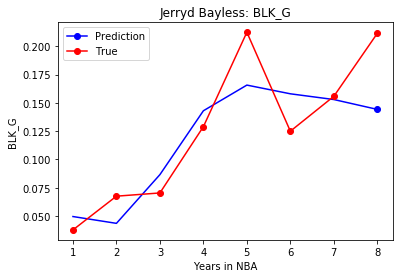 Jerryd Bayless: BLK_G
Prediction
True
BLK_G
0.200
0.175
0.150
0.125
0.100
0.075
0.050
1 2 3 4 5 6 7 8
Years in NBA